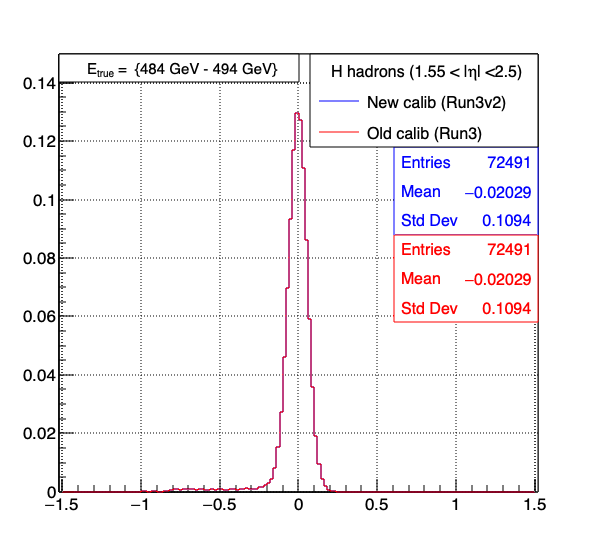 E_true = {484 GeV - 494 GeV}
H hadrons (1.55 < |η| <2.5)
New calib (Run3v2)
Old calib (Run3)
Entries 72491
Mean −0.02029
Std Dev 0.1094
Entries 72491
Mean −0.02029
Std Dev 0.1094
0.14
0.12
0.1
0.08
0.06
0.04
0.02
0
−1.5 −1 −0.5 0 0.5 1 1.5